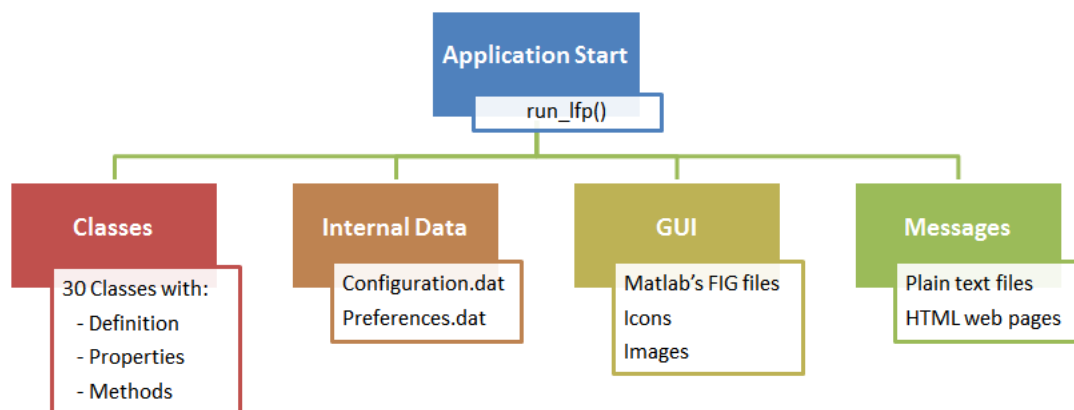 Application Start
run_lfp()
Classes
30 Classes with:
- Definition
- Properties
- Methods
Internal Data
Configuration.dat
Preferences.dat
GUI
Matlab's FIG files
Icons
Images
Messages
Plain text files
HTML web pages